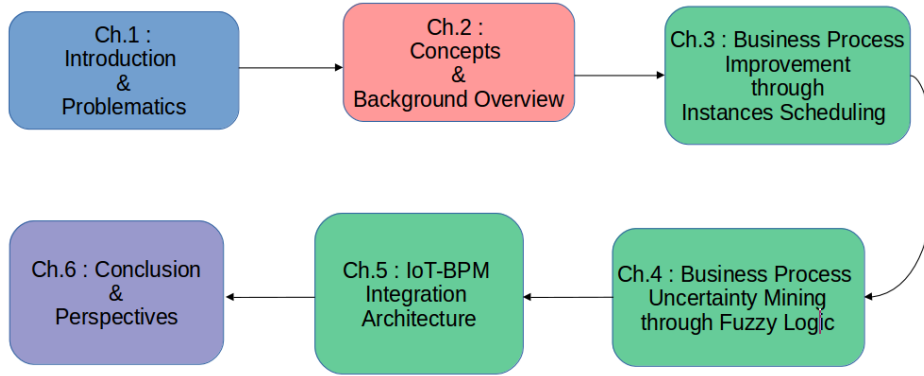 Ch.1 :
Introduction
&
Problematics
Ch.2 :
Concepts
&
Background Overview
Ch.3 : Business Process
Improvement
through
Instances Scheduling
Ch.4 : Business Process
Uncertainty Mining
through Fuzzy Logic
Ch.5 : IoT-BPM
Integration
Architecture
Ch.6 : Conclusion
&
Perspectives